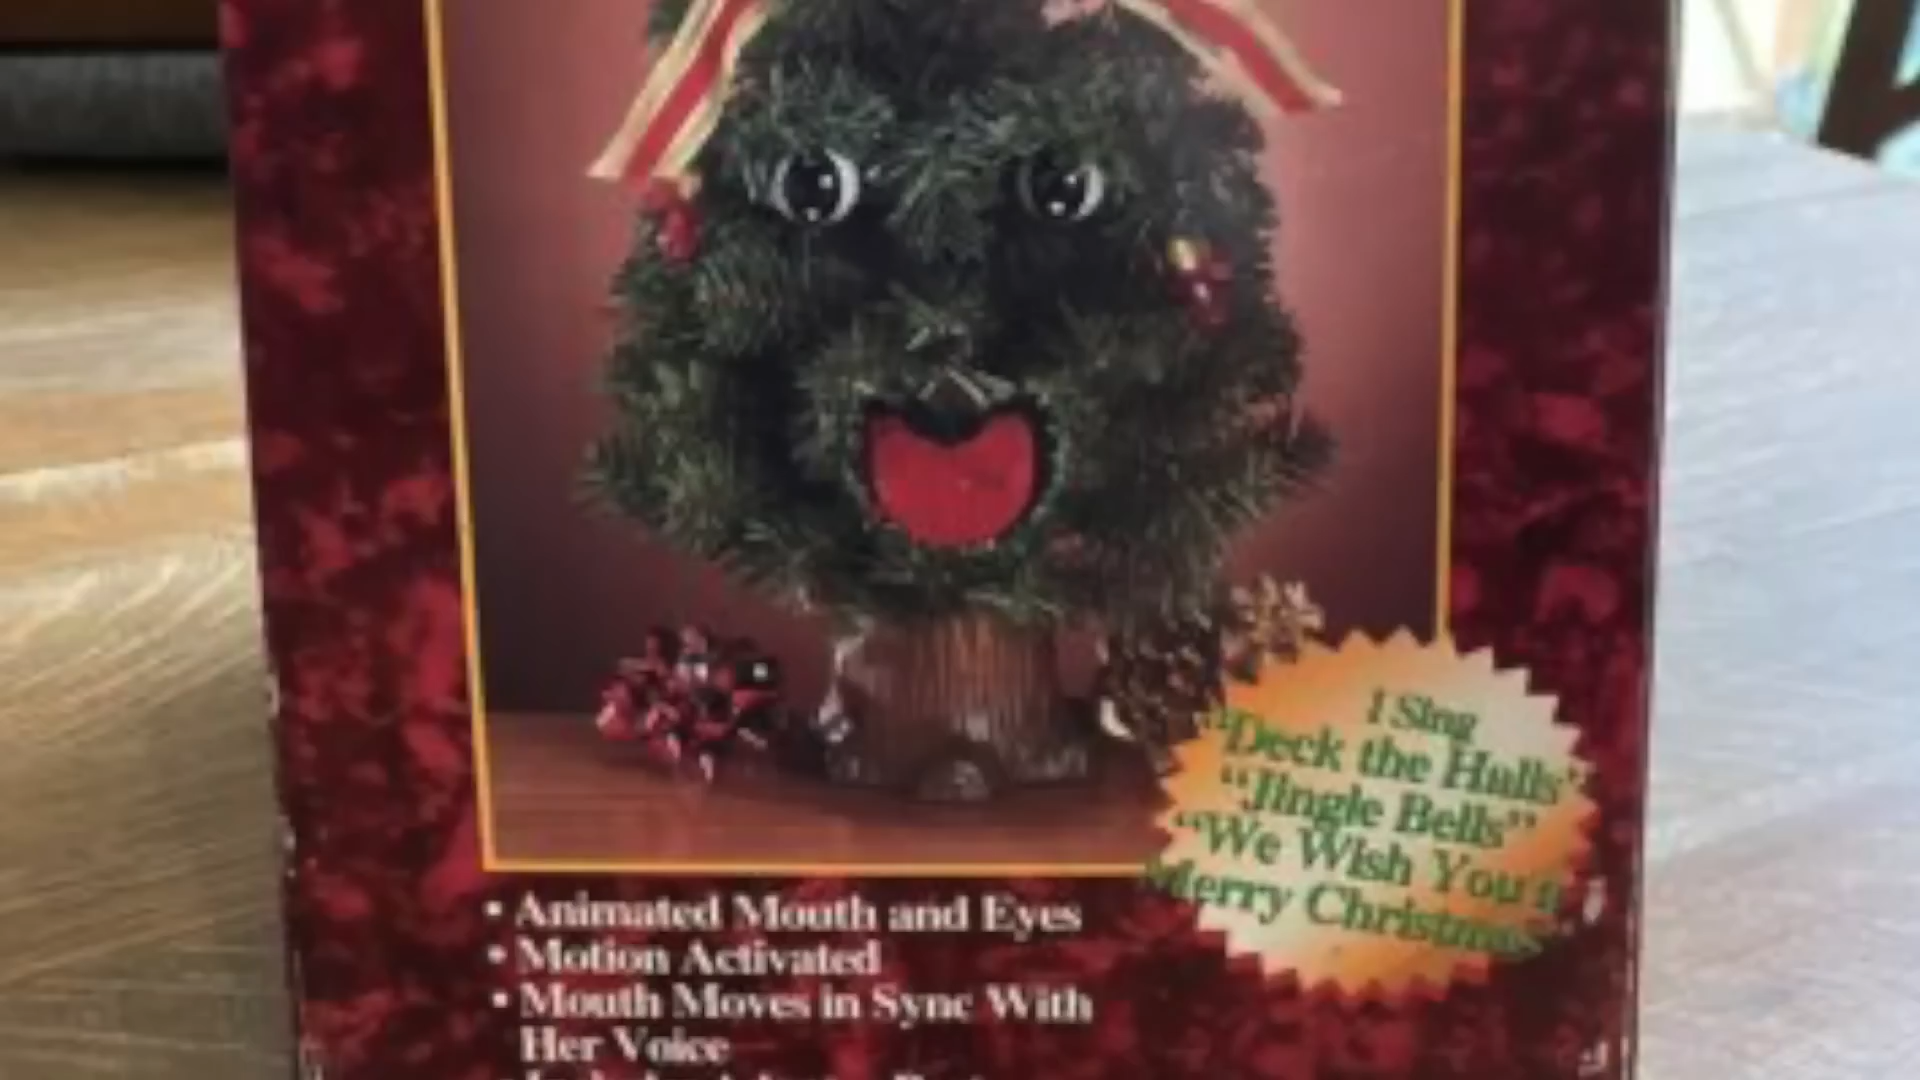 I Sing
"Deck the Halls"
"Jingle Bells"
"We Wish You a
Merry Christmas"
• Animated Mouth and Eyes
• Motion Activated
• Mouth Moves in Sync With
Her Voice